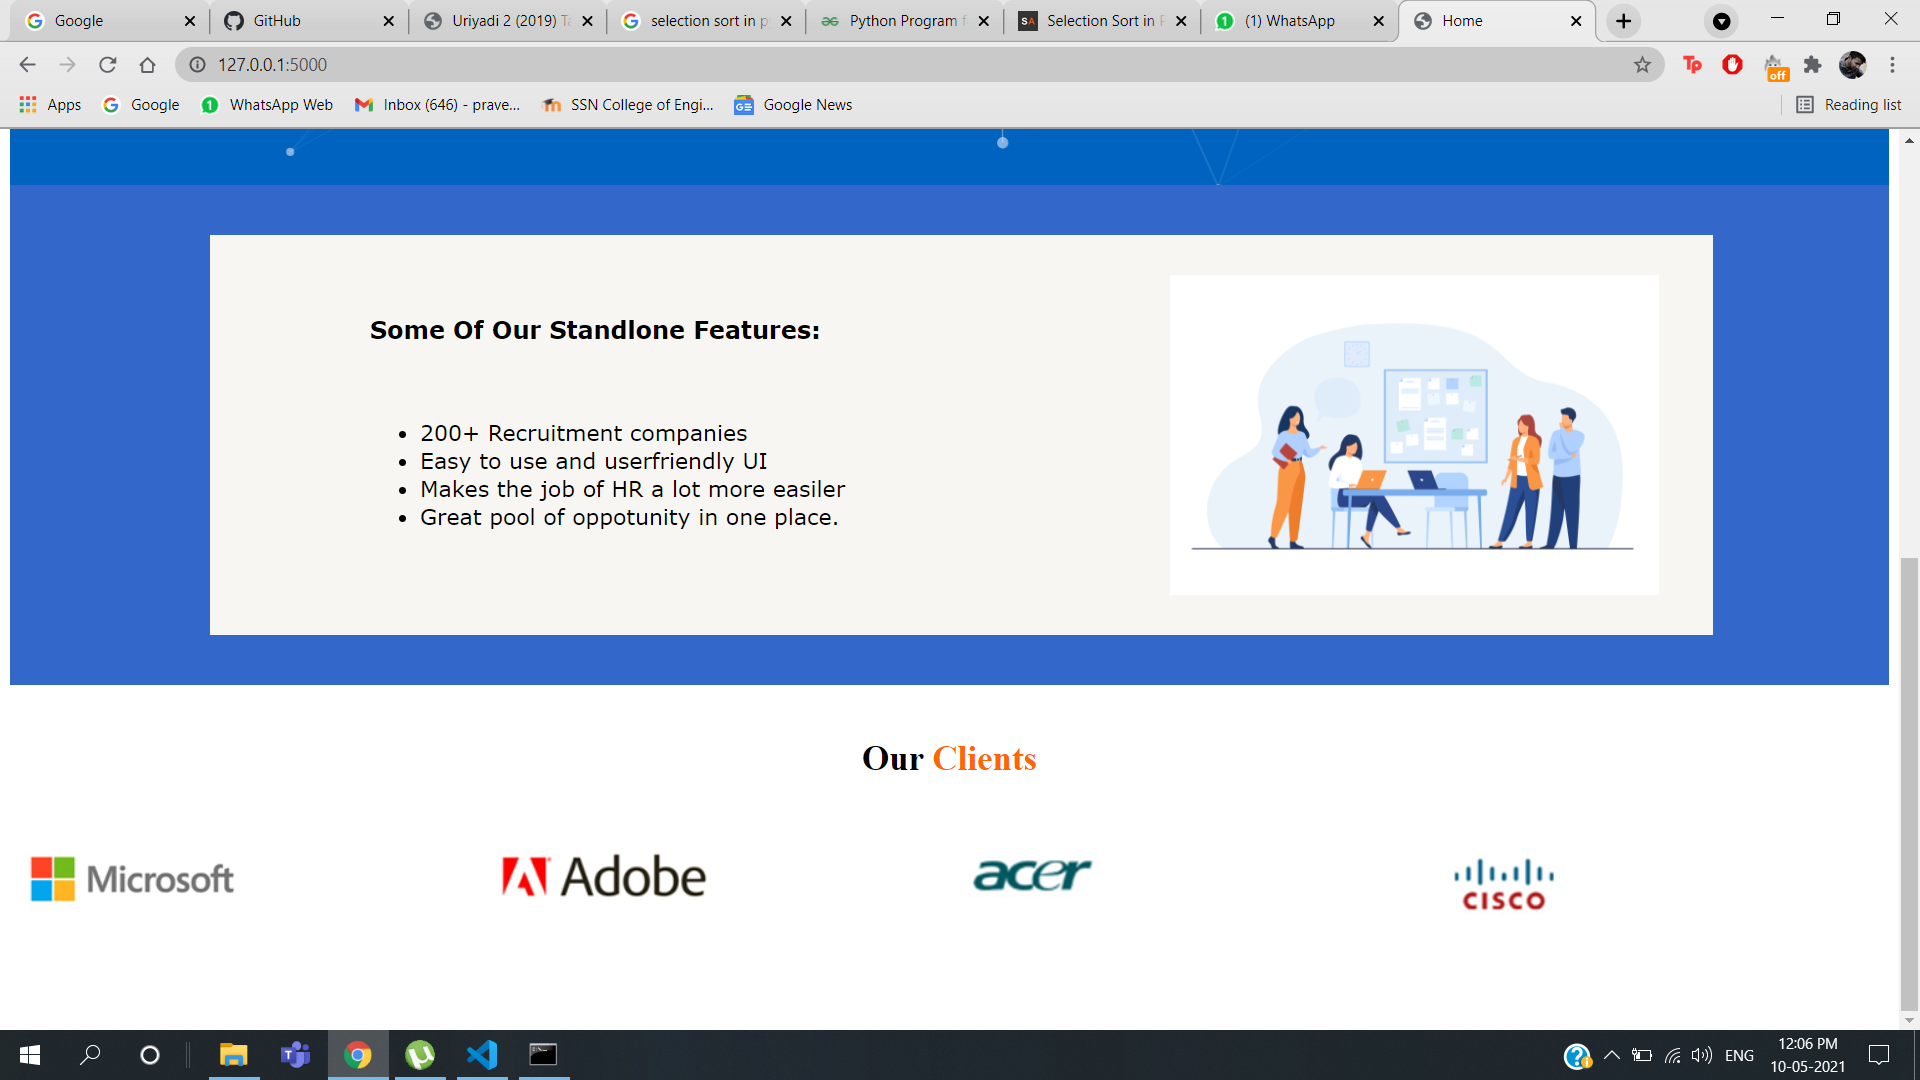 Google
GitHub
Uriyadi 2 (2019) Ta
selection sort in p
Python Program f
Selection Sort in P
(1) WhatsApp
Home
127.0.0.1:5000
Tp
off
Apps
Google
WhatsApp Web
Inbox (646) - prave...
SSN College of Engi...
Google News
Reading list
Some Of Our Standlone Features:
• 200+ Recruitment companies
• Easy to use and userfriendly UI
• Makes the job of HR a lot more easiler
• Great pool of oppotunity in one place.
Our Clients
Microsoft
Adobe
acer
CISCO
ENG
12:06 PM
10-05-2021